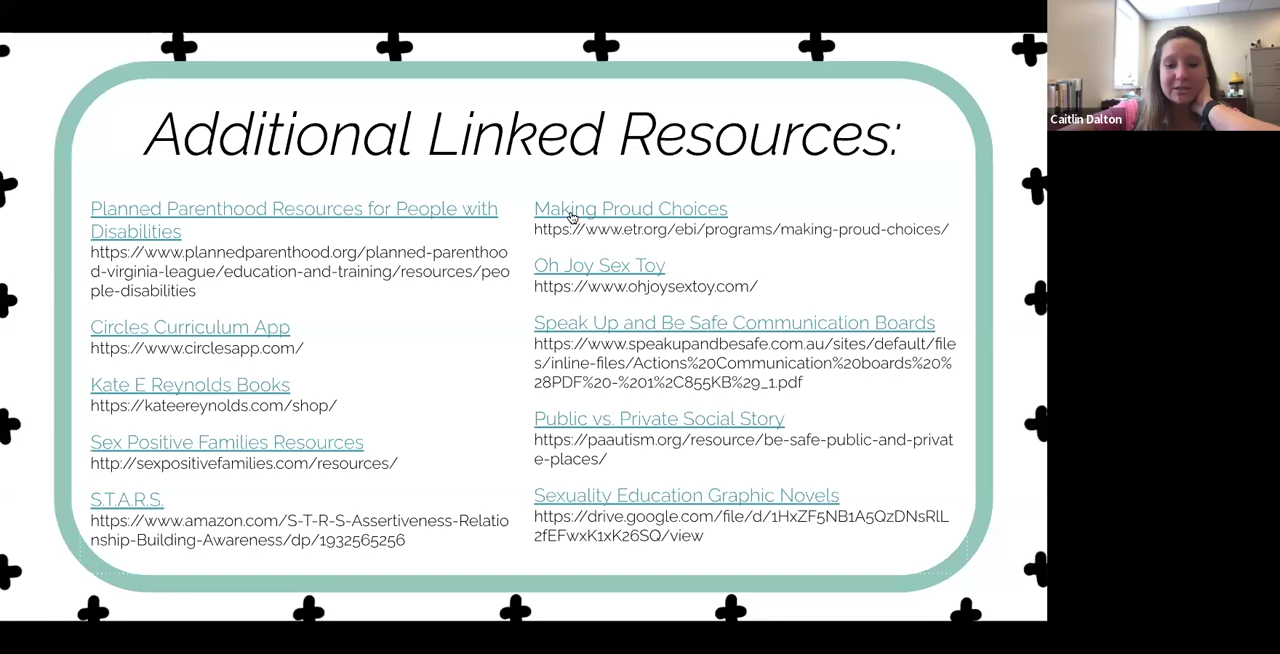 Additional Linked Resources:
Planned Parenthood Resources for People with
Disabilities
https://www.plannedparenthood.org/planned-parenthoo
d-virginia-league/education-and-training/resources/peo
ple-disabilities
Circles Curriculum App
https://www.circlesapp.com/
Kate E Reynolds Books
https://kateereynolds.com/shop/
Sex Positive Families Resources
http://sexpositivefamilies.com/resources/
S.T.A.R.S.
https://www.amazon.com/S-T-R-S-Assertiveness-Relatio
nship-Building-Awareness/dp/1932565256
Making Proud Choices
https://www.etr.org/ebi/programs/making-proud-choices/
Oh Joy Sex Toy
https://www.ohjoysextoy.com/
Speak Up and Be Safe Communication Boards
https://www.speakupandbesafe.com.au/sites/default/file
s/inline-files/Actions%20Communication%20boards%20%
28PDF%20-%201%2C855KB%29_1.pdf
Public vs. Private Social Story
https://paautism.org/resource/be-safe-public-and-privat
e-places/
Sexuality Education Graphic Novels
https://drive.google.com/file/d/1HxZF5NB1A5QzDNsRlL
2fEFwxK1xK26SQ/view
Caitlin Dalton